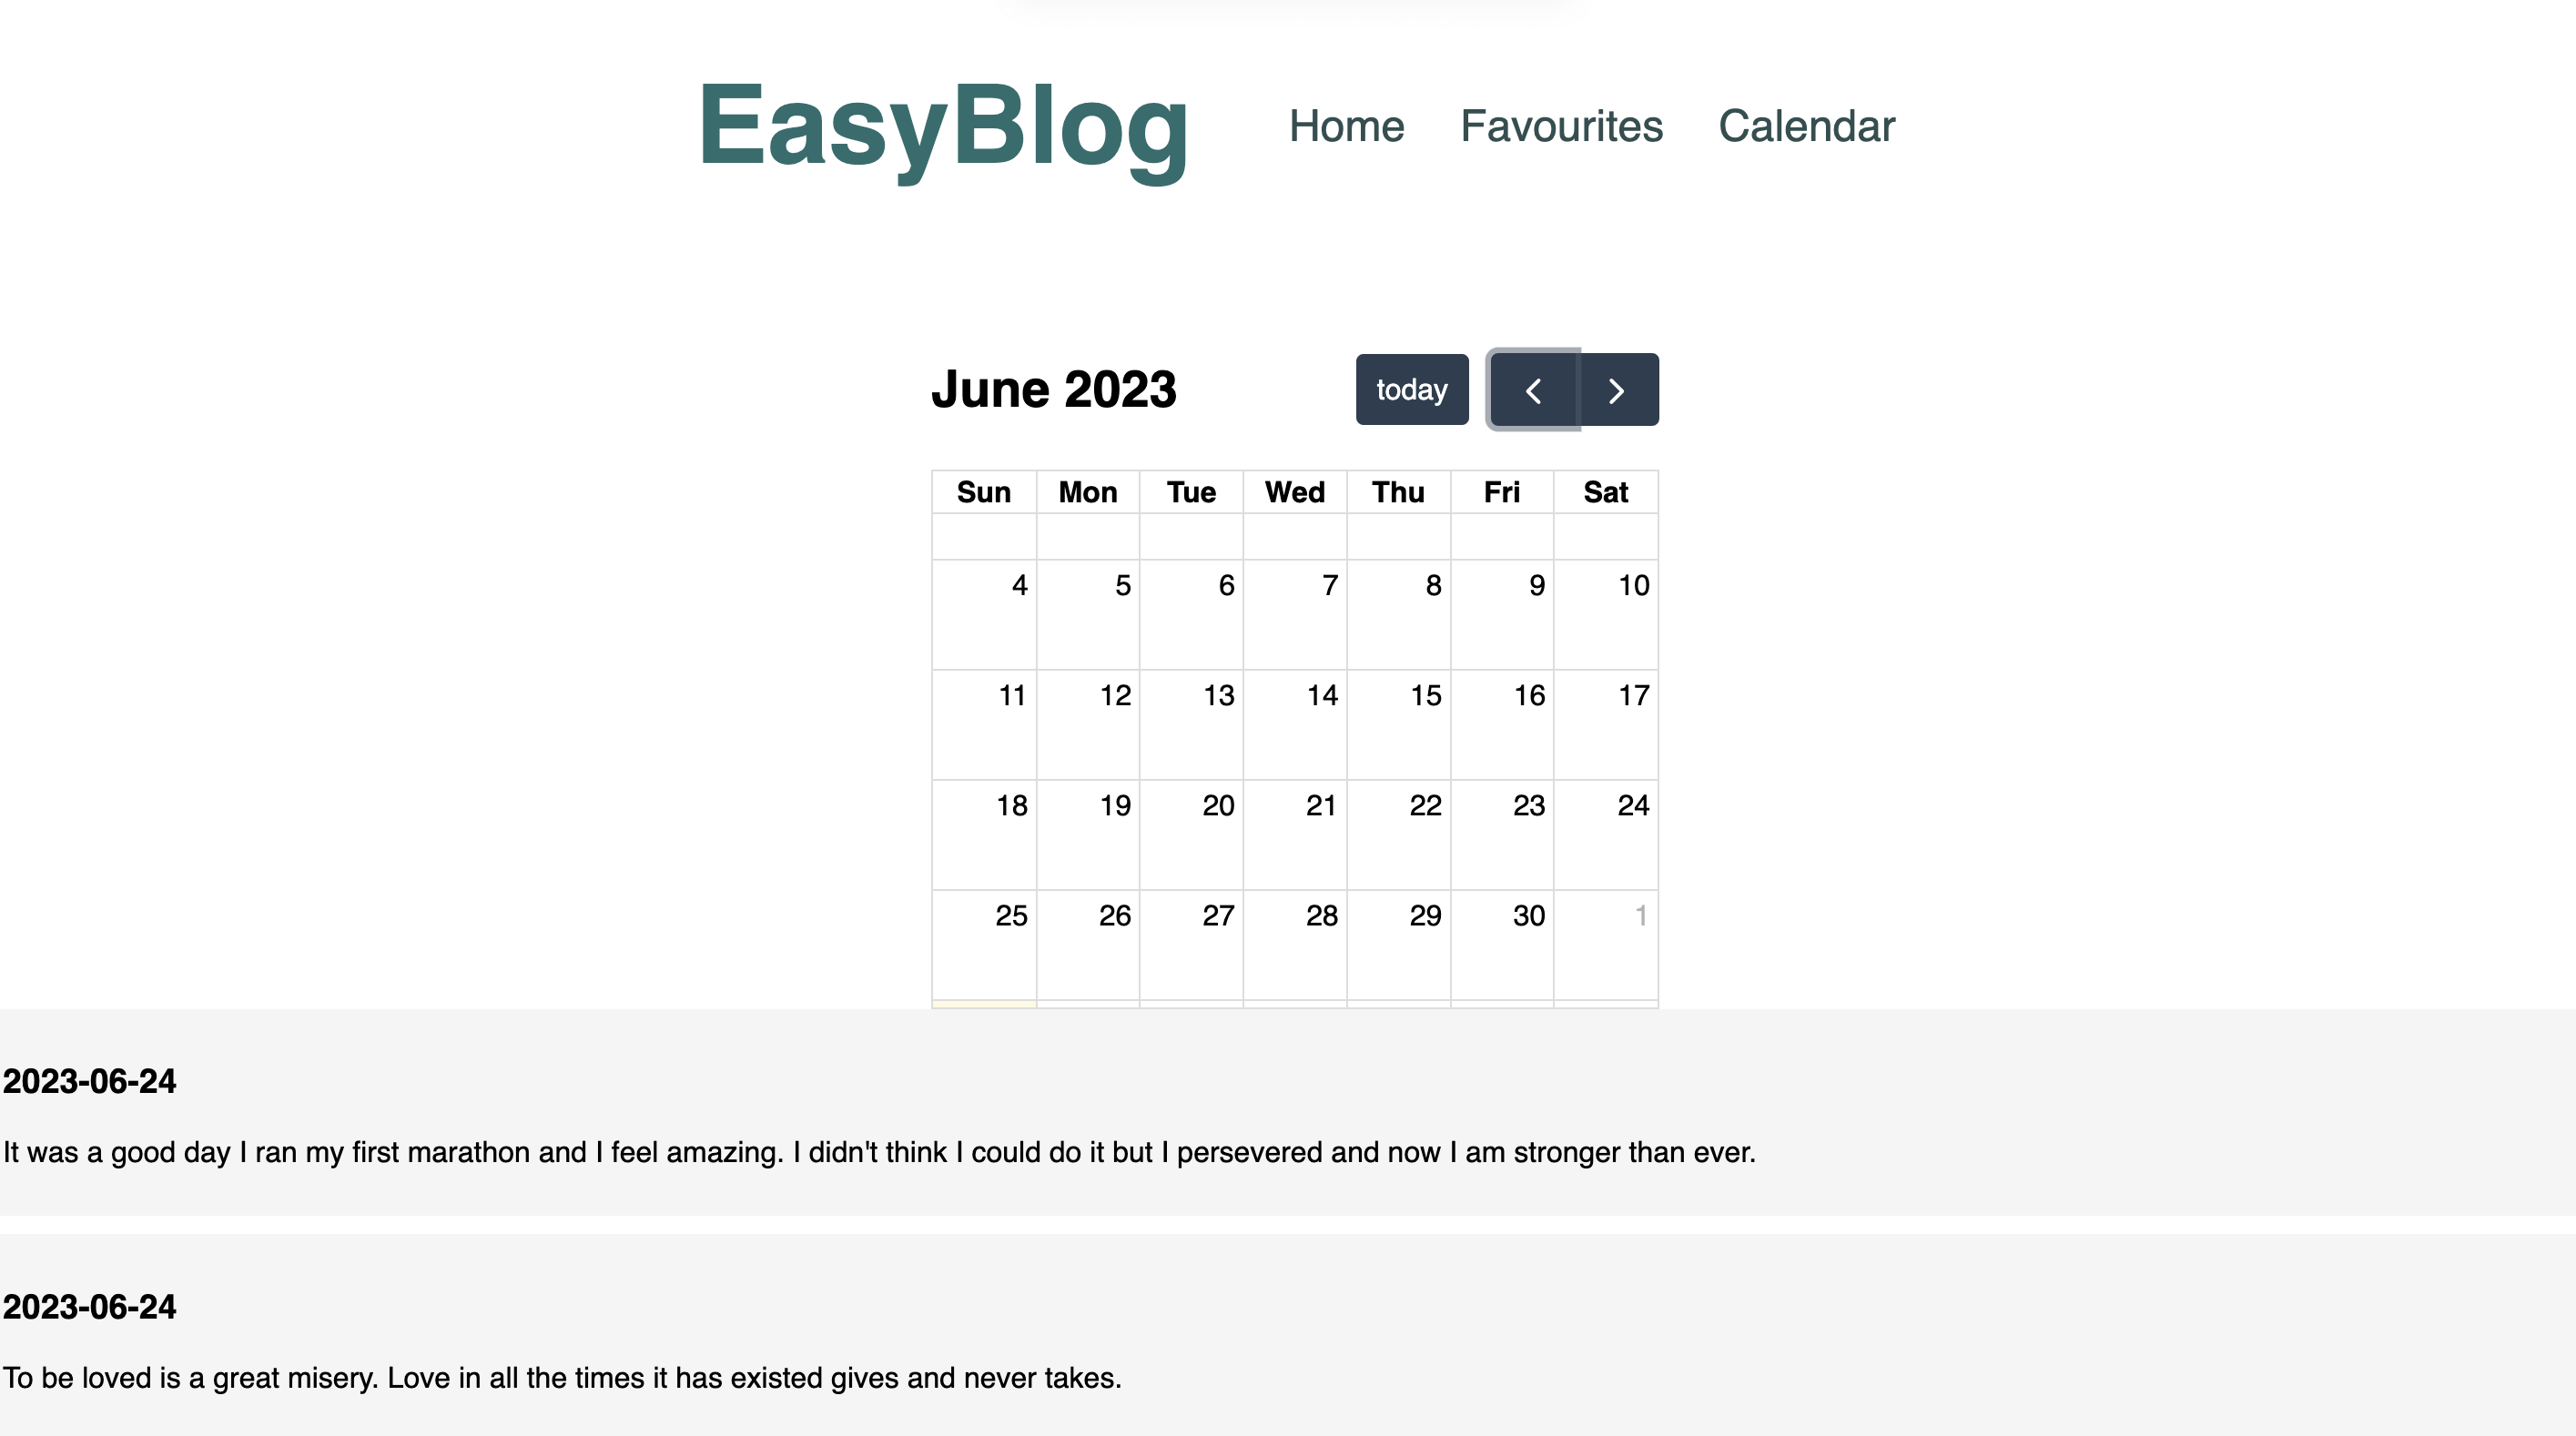 EasyBlog Home Favourites Calendar
June 2023 today
Sun Mon Tue Wed Thu Fri Sat
4 5 6 7 8 9 10
11 12 13 14 15 16 17
18 19 20 21 22 23 24
25 26 27 28 29 30 1
2023-06-24
It was a good day I ran my first marathon and I feel amazing. I didn't think I could do it but I persevered and now I am stronger than ever.
2023-06-24
To be loved is a great misery. Love in all the times it has existed gives and never takes.